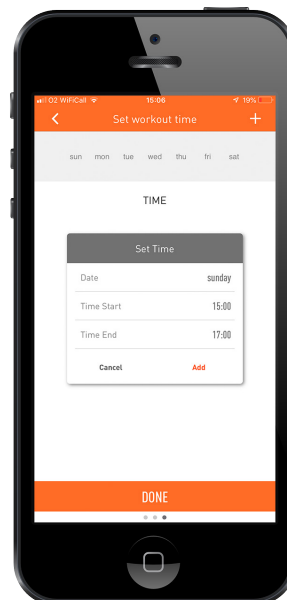 O2 WiFiCall 15:06 19%
Set workout time +
sun mon tue wed thu fri sat
TIME
Set Time
Date sunday
Time Start 15:00
Time End 17:00
Cancel Add
DONE